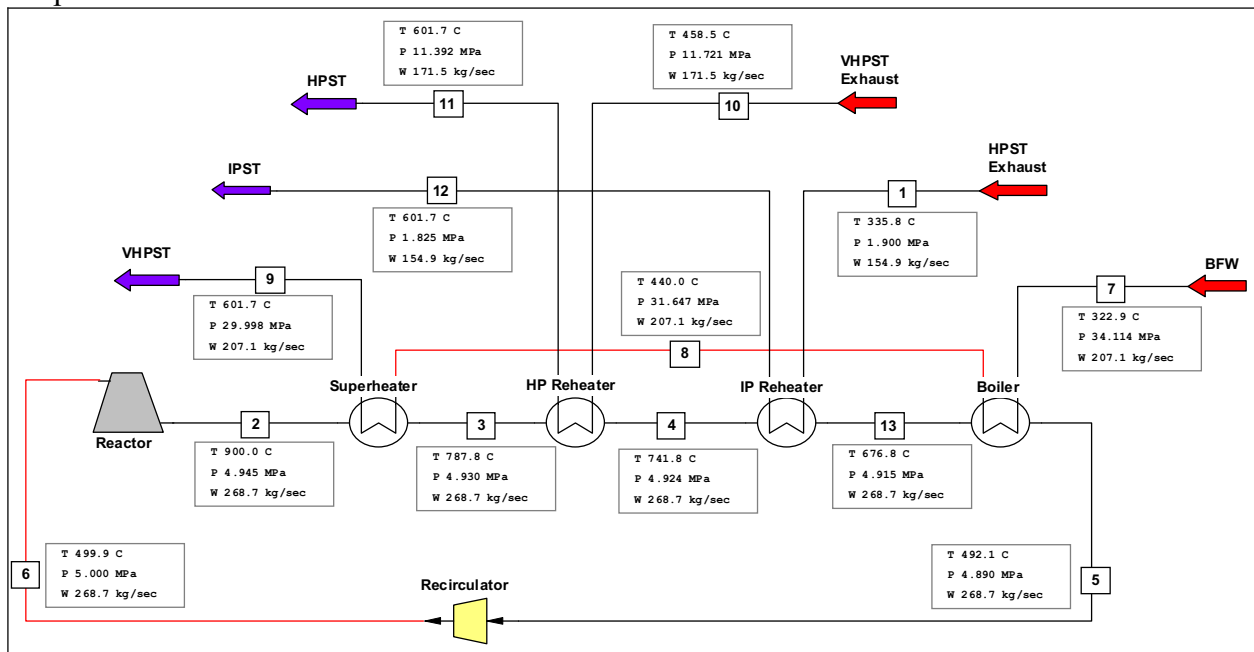 T 601.7 C
P 11.392 MPa
W 171.5 kg/sec
T 458.5 C
P 11.721 MPa
W 171.5 kg/sec
HPST
11
10
VHPST
Exhaust
IPST
12
1
HPST
Exhaust
T 601.7 C
P 1.825 MPa
W 154.9 kg/sec
T 335.8 C
P 1.900 MPa
W 154.9 kg/sec
VHPST
9
T 601.7 C
P 29.998 MPa
W 207.1 kg/sec
T 440.0 C
P 31.647 MPa
W 207.1 kg/sec
8
BFW
7
T 322.9 C
P 34.114 MPa
W 207.1 kg/sec
Reactor
Superheater
HP Reheater
IP Reheater
Boiler
2
3
4
13
T 900.0 C
P 4.945 MPa
W 268.7 kg/sec
T 787.8 C
P 4.930 MPa
W 268.7 kg/sec
T 741.8 C
P 4.924 MPa
W 268.7 kg/sec
T 676.8 C
P 4.915 MPa
W 268.7 kg/sec
6
T 499.9 C
P 5.000 MPa
W 268.7 kg/sec
Recirculator
T 492.1 C
P 4.890 MPa
W 268.7 kg/sec
5